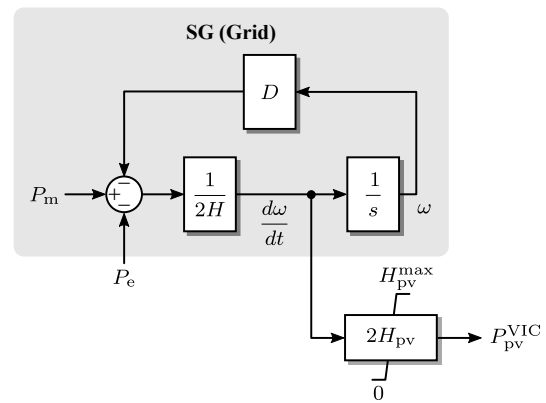 SG (Grid)
D
P_m
+
−
−
1
2H
dω
dt
1
s
ω
P_e
H_pv^max
2H_pv
P_pv^VIC
0